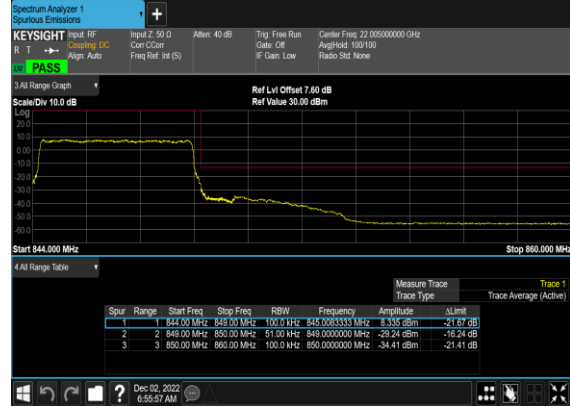 Spectrum Analyzer 1
Spurious Emissions
+
KEYSIGHT Input: RF Input Z: 50 Ω Atten: 40 dB Trig: Free Run Center Freq: 22.005000000 GHz
R T Coupling: DC Corr CCorr Gate: Off Avg|Hold: 100/100
Align: Auto Freq Ref: Int (S) IF Gain: Low Radio Std: None
PASS
3 All Range Graph
Ref Lvl Offset 7.60 dB
Scale/Div 10.0 dB Ref Value 30.00 dBm
Log
20.0
10.0
0.00
-10.0
-20.0
-30.0
-40.0
-50.0
-60.0
Start 844.000 MHz Stop 860.000 MHz
4 All Range Table
Measure Trace Trace 1
Trace Type Trace Average (Active)
Spur Range Start Freq Stop Freq RBW Frequency Amplitude ΔLimit
1 1 844.00 MHz 849.00 MHz 100.0 kHz 845.0083333 MHz 8.335 dBm -21.67 dB
2 2 849.00 MHz 850.00 MHz 51.00 kHz 849.0000000 MHz -29.24 dBm -16.24 dB
3 3 850.00 MHz 860.00 MHz 100.0 kHz 850.0000000 MHz -34.41 dBm -21.41 dB
? Dec 02, 2022
6:55:57 AM